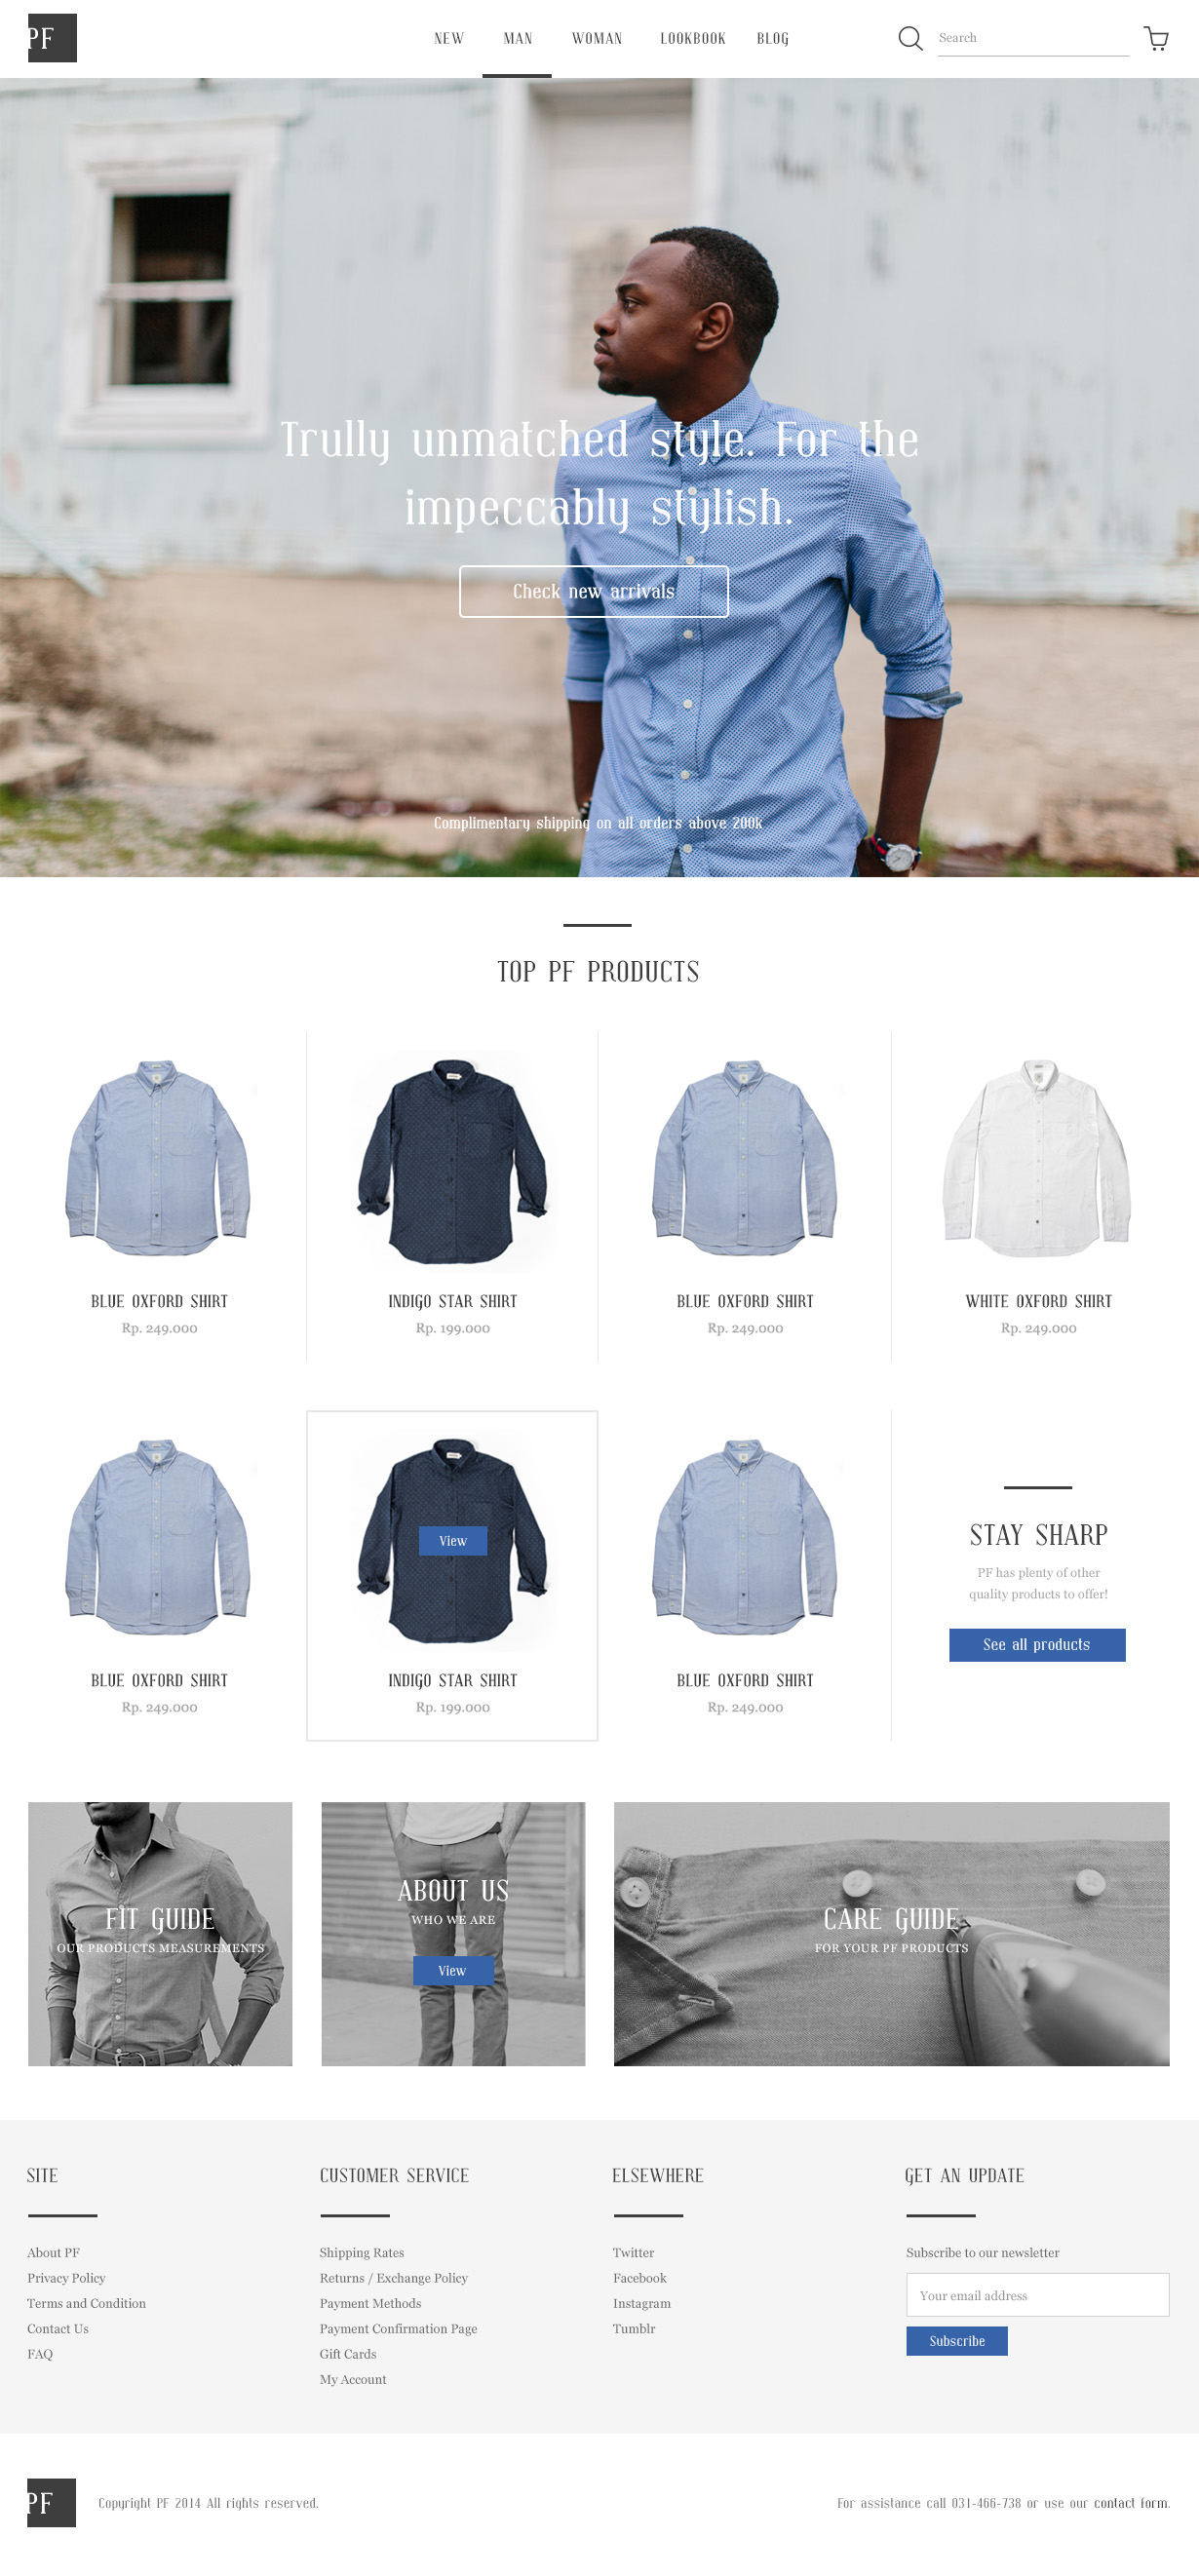 PF
NEW MAN WOMAN LOOKBOOK BLOG
Search
Trully unmatched style. For the
impeccably stylish.
Check new arrivals
Complimentary shipping on all orders above 200k
TOP PF PRODUCTS
BLUE OXFORD SHIRT
Rp. 249.000
INDIGO STAR SHIRT
Rp. 199.000
BLUE OXFORD SHIRT
Rp. 249.000
WHITE OXFORD SHIRT
Rp. 249.000
BLUE OXFORD SHIRT
Rp. 249.000
View
INDIGO STAR SHIRT
Rp. 199.000
BLUE OXFORD SHIRT
Rp. 249.000
STAY SHARP
PF has plenty of other
quality products to offer!
See all products
FIT GUIDE
OUR PRODUCTS MEASUREMENTS
ABOUT US
WHO WE ARE
View
CARE GUIDE
FOR YOUR PF PRODUCTS
SITE
About PF
Privacy Policy
Terms and Condition
Contact Us
FAQ
CUSTOMER SERVICE
Shipping Rates
Returns / Exchange Policy
Payment Methods
Payment Confirmation Page
Gift Cards
My Account
ELSEWHERE
Twitter
Facebook
Instagram
Tumblr
GET AN UPDATE
Subscribe to our newsletter
Your email address
Subscribe
PF
Copyright PF 2014 All rights reserved.
For assistance call 031-466-738 or use our contact form.